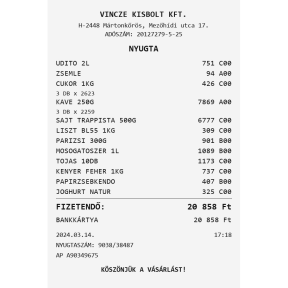 VINCZE KISBOLT KFT.
H-2448 Mártonkőrös, Mezőhidi utca 17.
ADÓSZÁM: 20127279-5-25
NYUGTA
UDITO 2L 751 C00
ZSEMLE 94 A00
CUKOR 1KG 426 C00
3 DB x 2623
KAVE 250G 7869 A00
3 DB x 2259
SAJT TRAPPISTA 500G 6777 C00
LISZT BL55 1KG 309 C00
PARIZSI 300G 901 B00
MOSOGATOSZER 1L 1089 B00
TOJAS 10DB 1173 C00
KENYER FEHER 1KG 737 C00
PAPIRZSEBKENDO 407 B00
JOGHURT NATUR 325 C00
FIZETENDŐ: 20 858 Ft
BANKKÁRTYA 20 858 Ft
2024.03.14. 17:18
NYUGTASZÁM: 9038/38487
AP A90349675
KÖSZÖNJÜK A VÁSÁRLÁST!